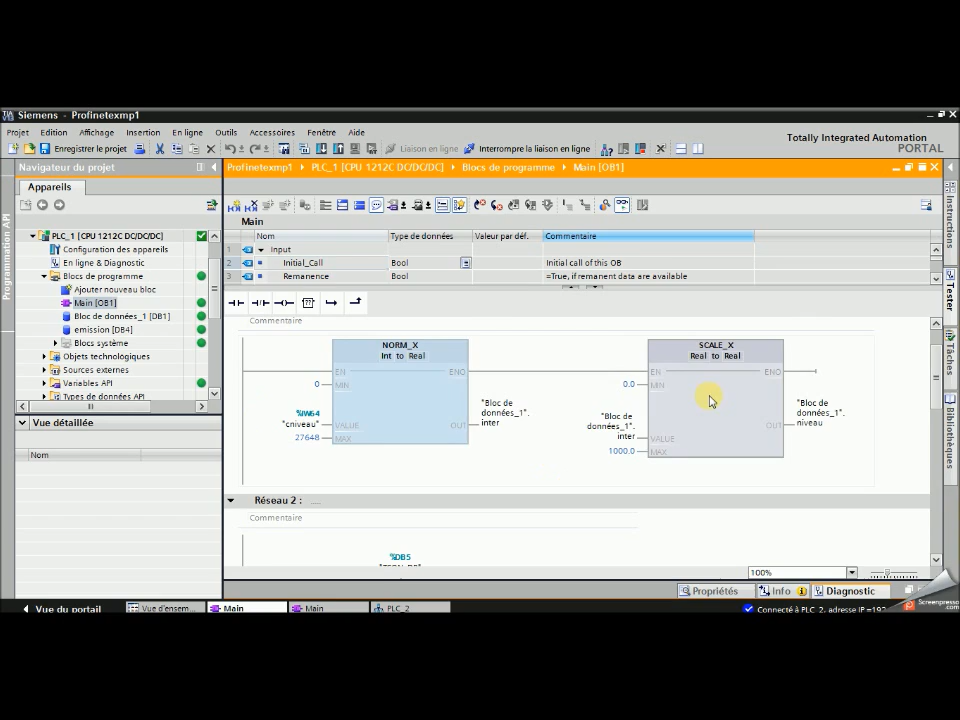 Siemens - Profinetexmp1
Projet Edition Affichage Insertion En ligne Outils Accessoires Fenêtre Aide
Totally Integrated Automation
PORTAL
Enregistrer le projet
Liaison en ligne
Interrompre la liaison en ligne
Navigateur du projet
Profinetexmp1 PLC_1 [CPU 1212C DC/DC/DC] Blocs de programme Main [OB1]
Appareils
Programmation API
PLC_1 [CPU 1212C DC/DC/DC]
Configuration des appareils
En ligne & Diagnostic
Blocs de programme
Ajouter nouveau bloc
Main [OB1]
Bloc de données_1 [DB1]
emission [DB4]
Blocs système
Objets technologiques
Sources externes
Variables API
Types de données API
Vue détaillée
Nom
Main
Nom Type de données Valeur par déf. Commentaire
1 Input
2 Initial_Call Bool Initial call of this OB
3 Remanence Bool =True, if remanent data are available
Commentaire
NORM_X
Int to Real
EN ENO
0 MIN
%IW64
"cniveau" VALUE
27648 MAX
OUT
"Bloc de
données_1".
inter
SCALE_X
Real to Real
EN ENO
0.0 MIN
"Bloc de
données_1".
inter VALUE
1000.0 MAX
OUT
"Bloc de
données_1".
niveau
Réseau 2 : .....
Commentaire
%DB5
100%
Propriétés Info Diagnostic
Instructions
Tester
Tâches
Bibliothèques
Vue du portail Vue d'ensem... Main Main PLC_2
Connecté à PLC_2, adresse IP =192
Screenpresso
.com